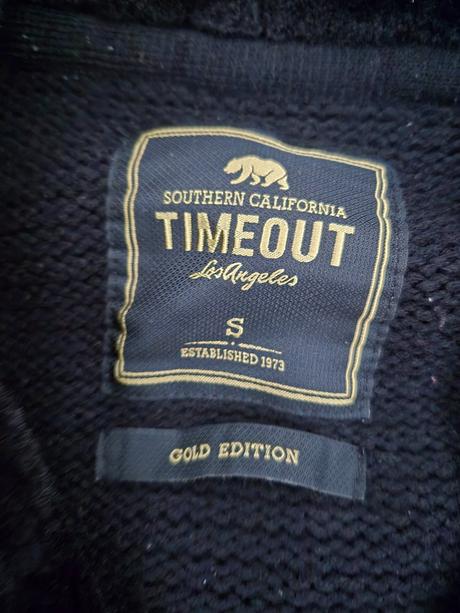 SOUTHERN CALIFORNIA
TIMEOUT
Los Angeles
S
ESTABLISHED 1973
GOLD EDITION